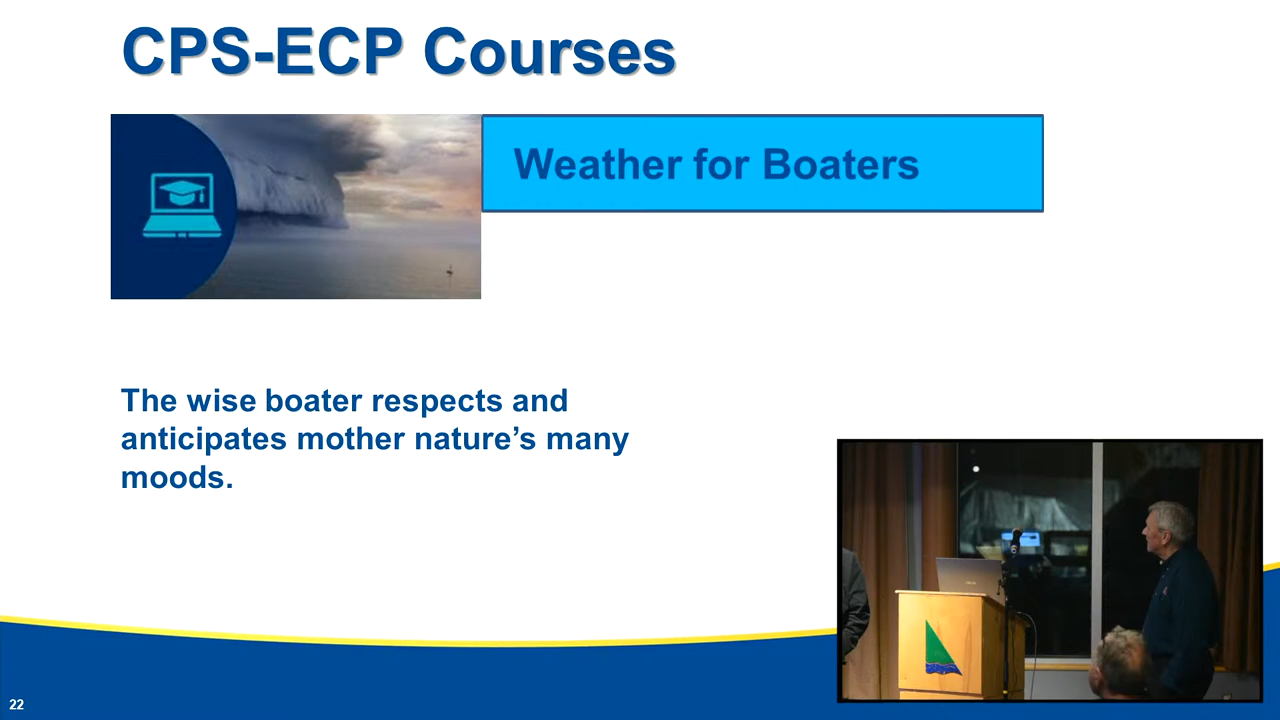 CPS-ECP Courses
Weather for Boaters
The wise boater respects and
anticipates mother nature’s many
moods.
22